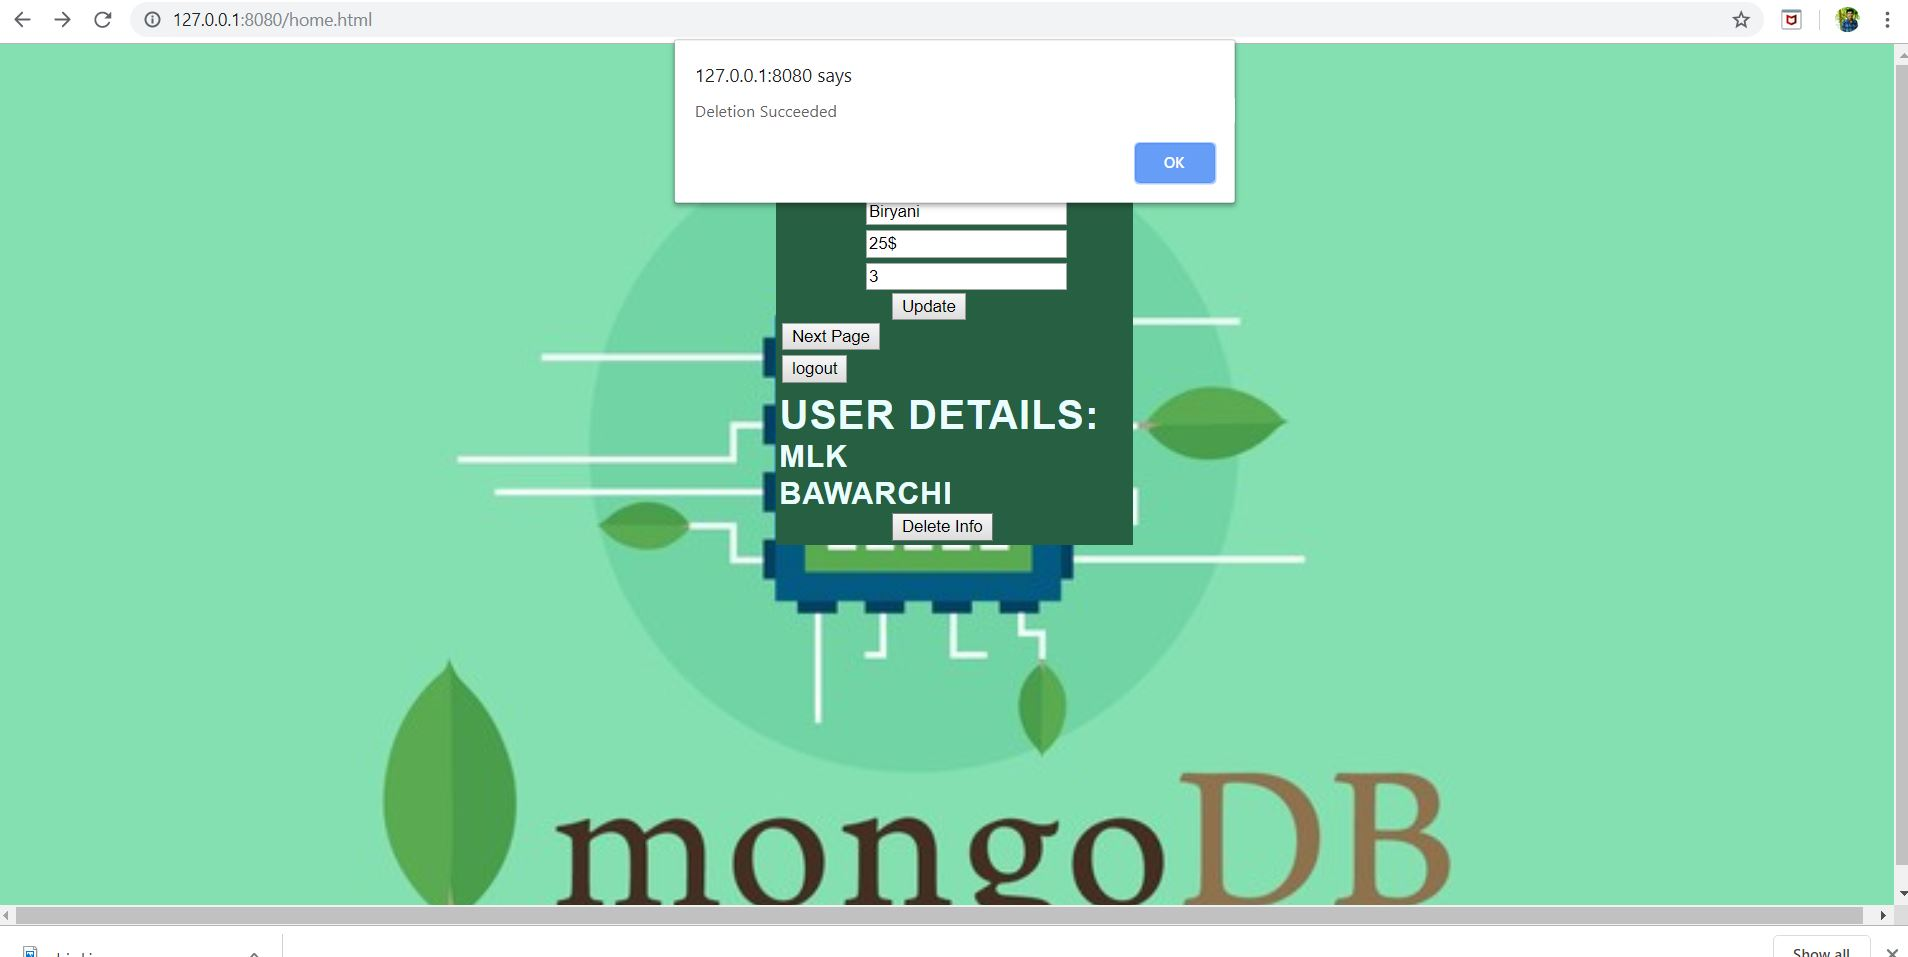 127.0.0.1:8080/home.html
127.0.0.1:8080 says
Deletion Succeeded
OK
Biryani
25$
3
Update
Next Page
logout
USER DETAILS:
MLK
BAWARCHI
Delete Info
mongoDB
Show all